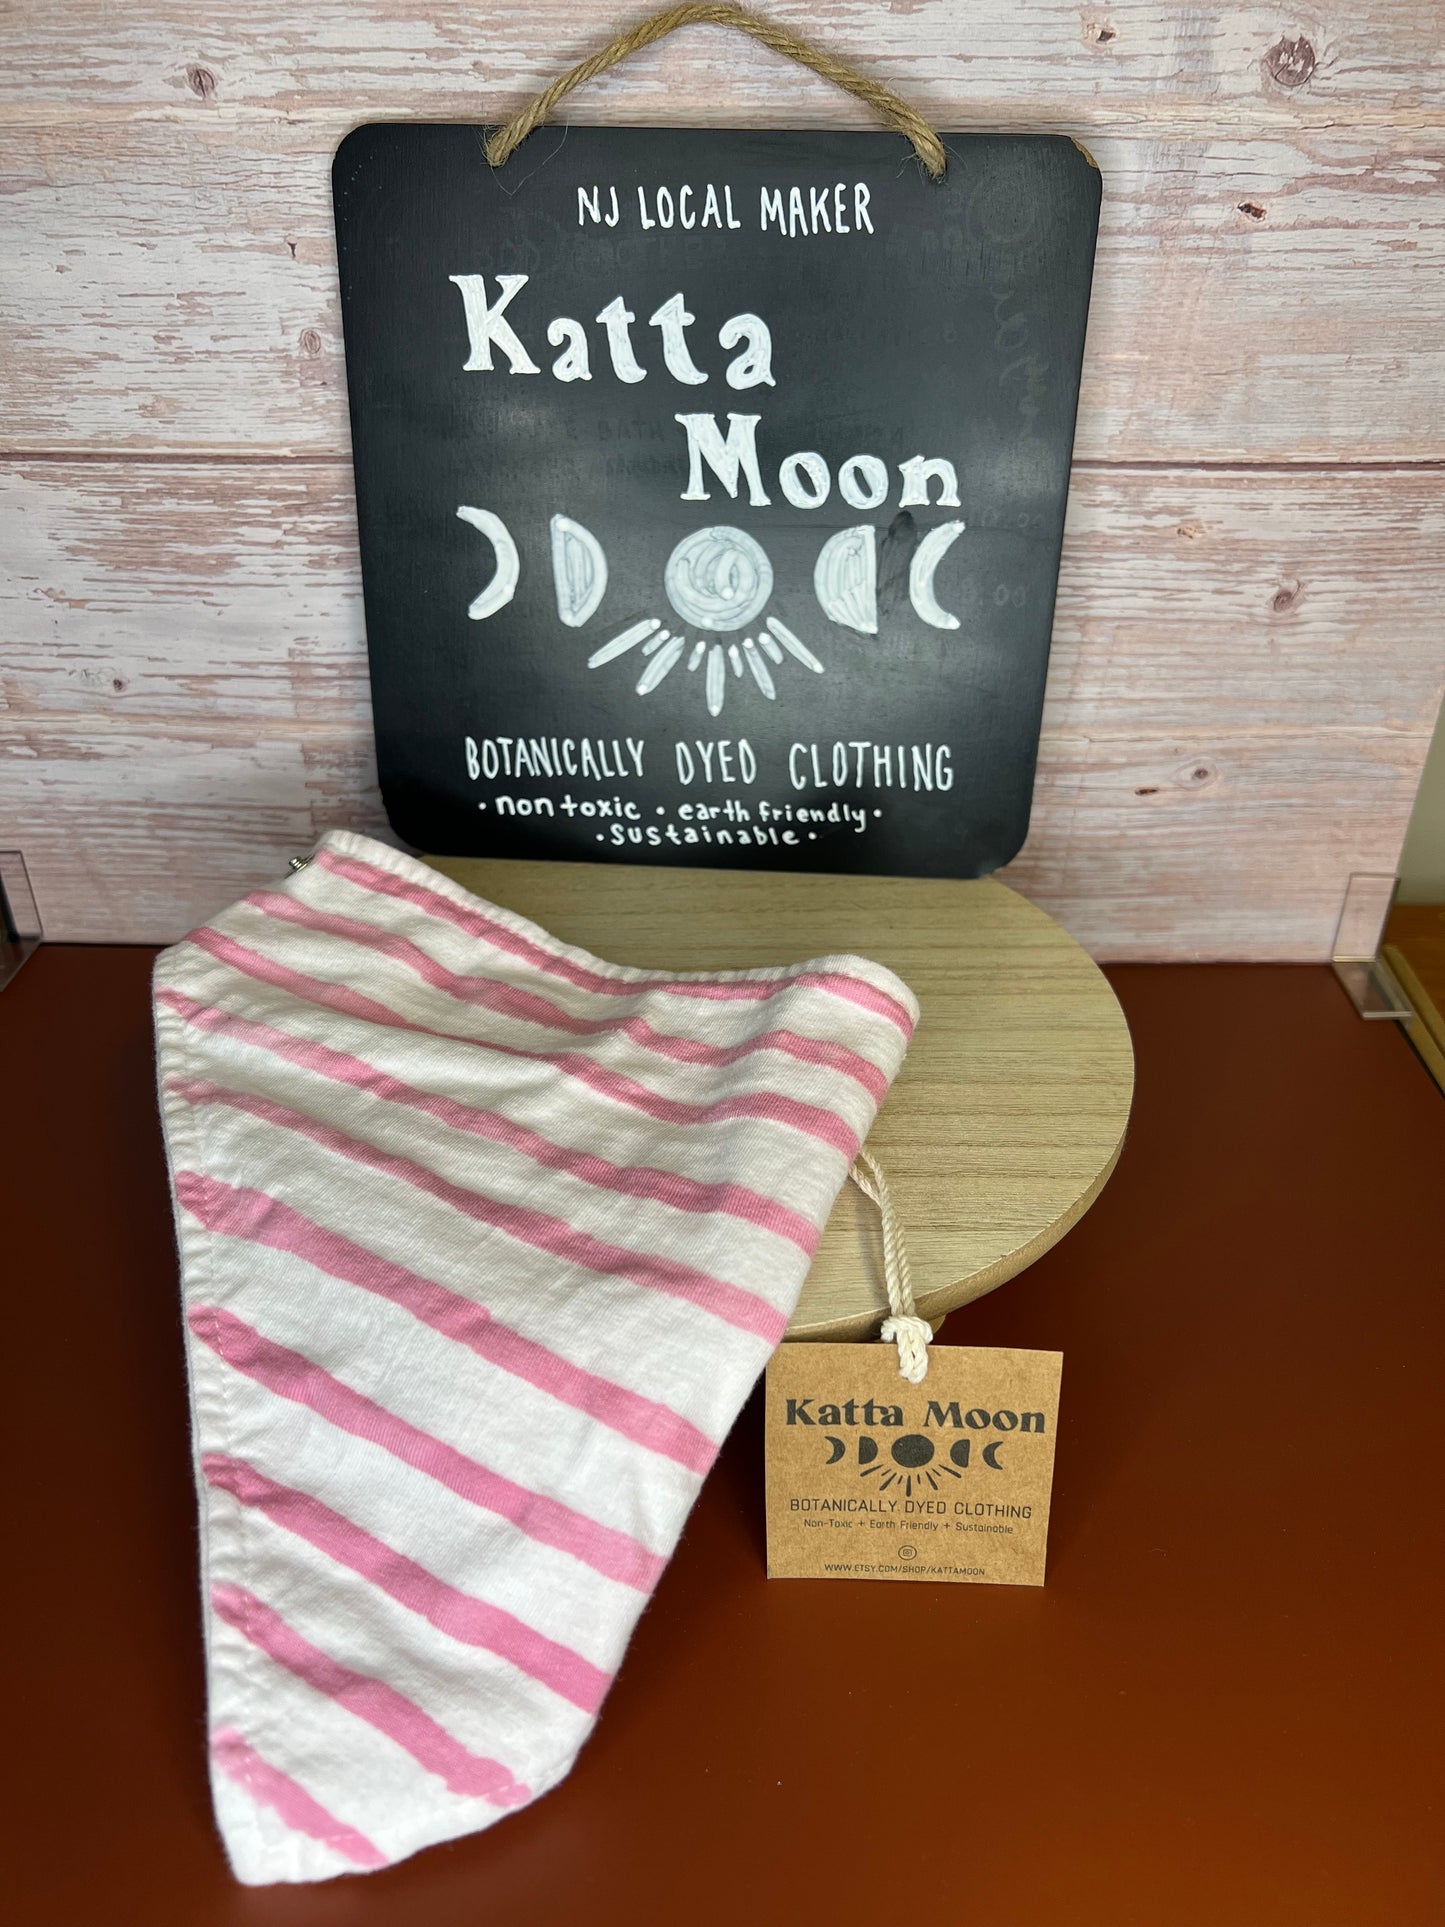 NJ LOCAL MAKER
Katta
Moon
BOTANICALLY DYED CLOTHING
• non toxic • earth friendly •
• sustainable •
Katta Moon
BOTANICALLY DYED CLOTHING
Non-Toxic + Earth Friendly + Sustainable
WWW.ETSY.COM/SHOP/KATTAMOON